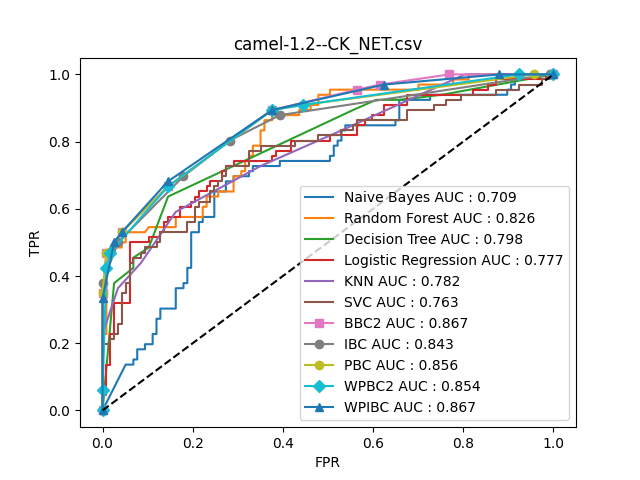 camel-1.2--CK_NET.csv
1.0
0.8
0.6
0.4
0.2
0.0
TPR
Naive Bayes AUC : 0.709
Random Forest AUC : 0.826
Decision Tree AUC : 0.798
Logistic Regression AUC : 0.777
KNN AUC : 0.782
SVC AUC : 0.763
BBC2 AUC : 0.867
IBC AUC : 0.843
PBC AUC : 0.856
WPBC2 AUC : 0.854
WPIBC AUC : 0.867
0.0 0.2 0.4 0.6 0.8 1.0
FPR